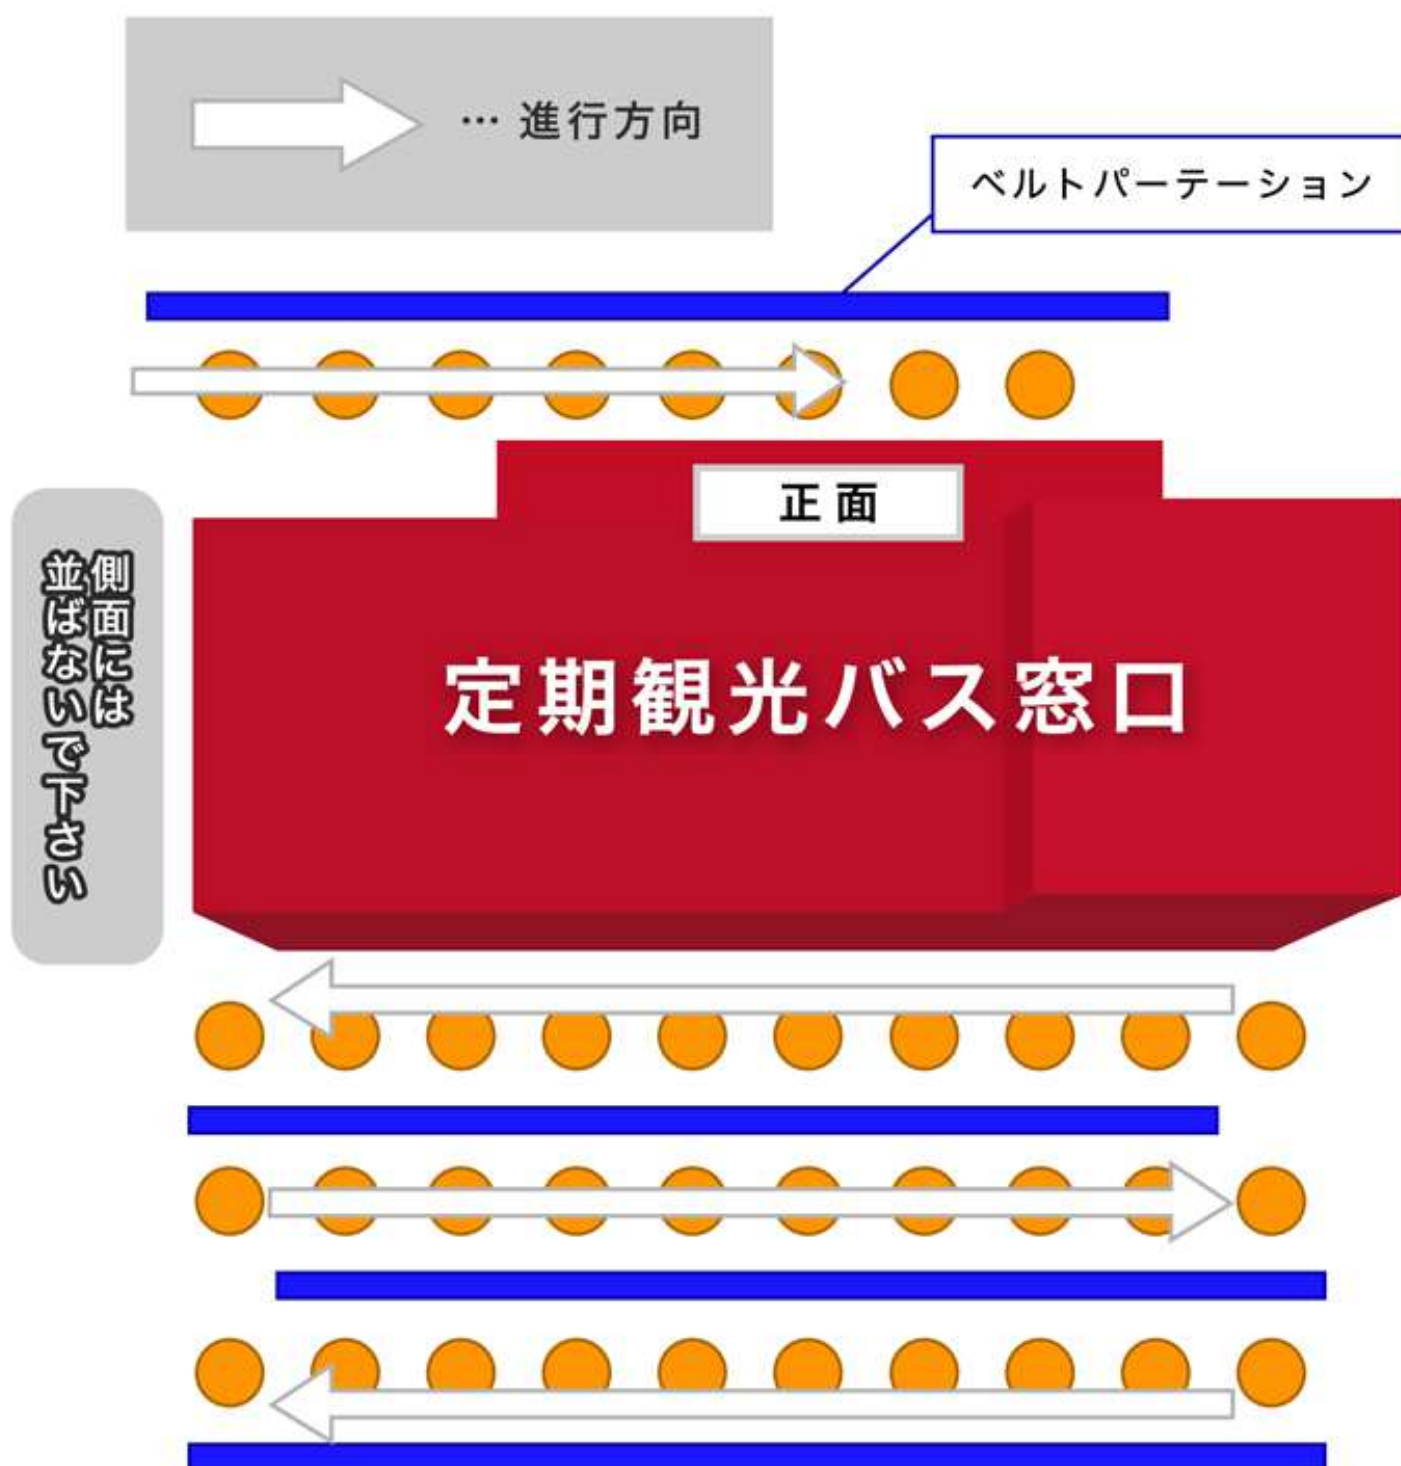 … 進行方向
ベルトパーテーション
正面
定期観光バス窓口
側面には
並ばないで下さい